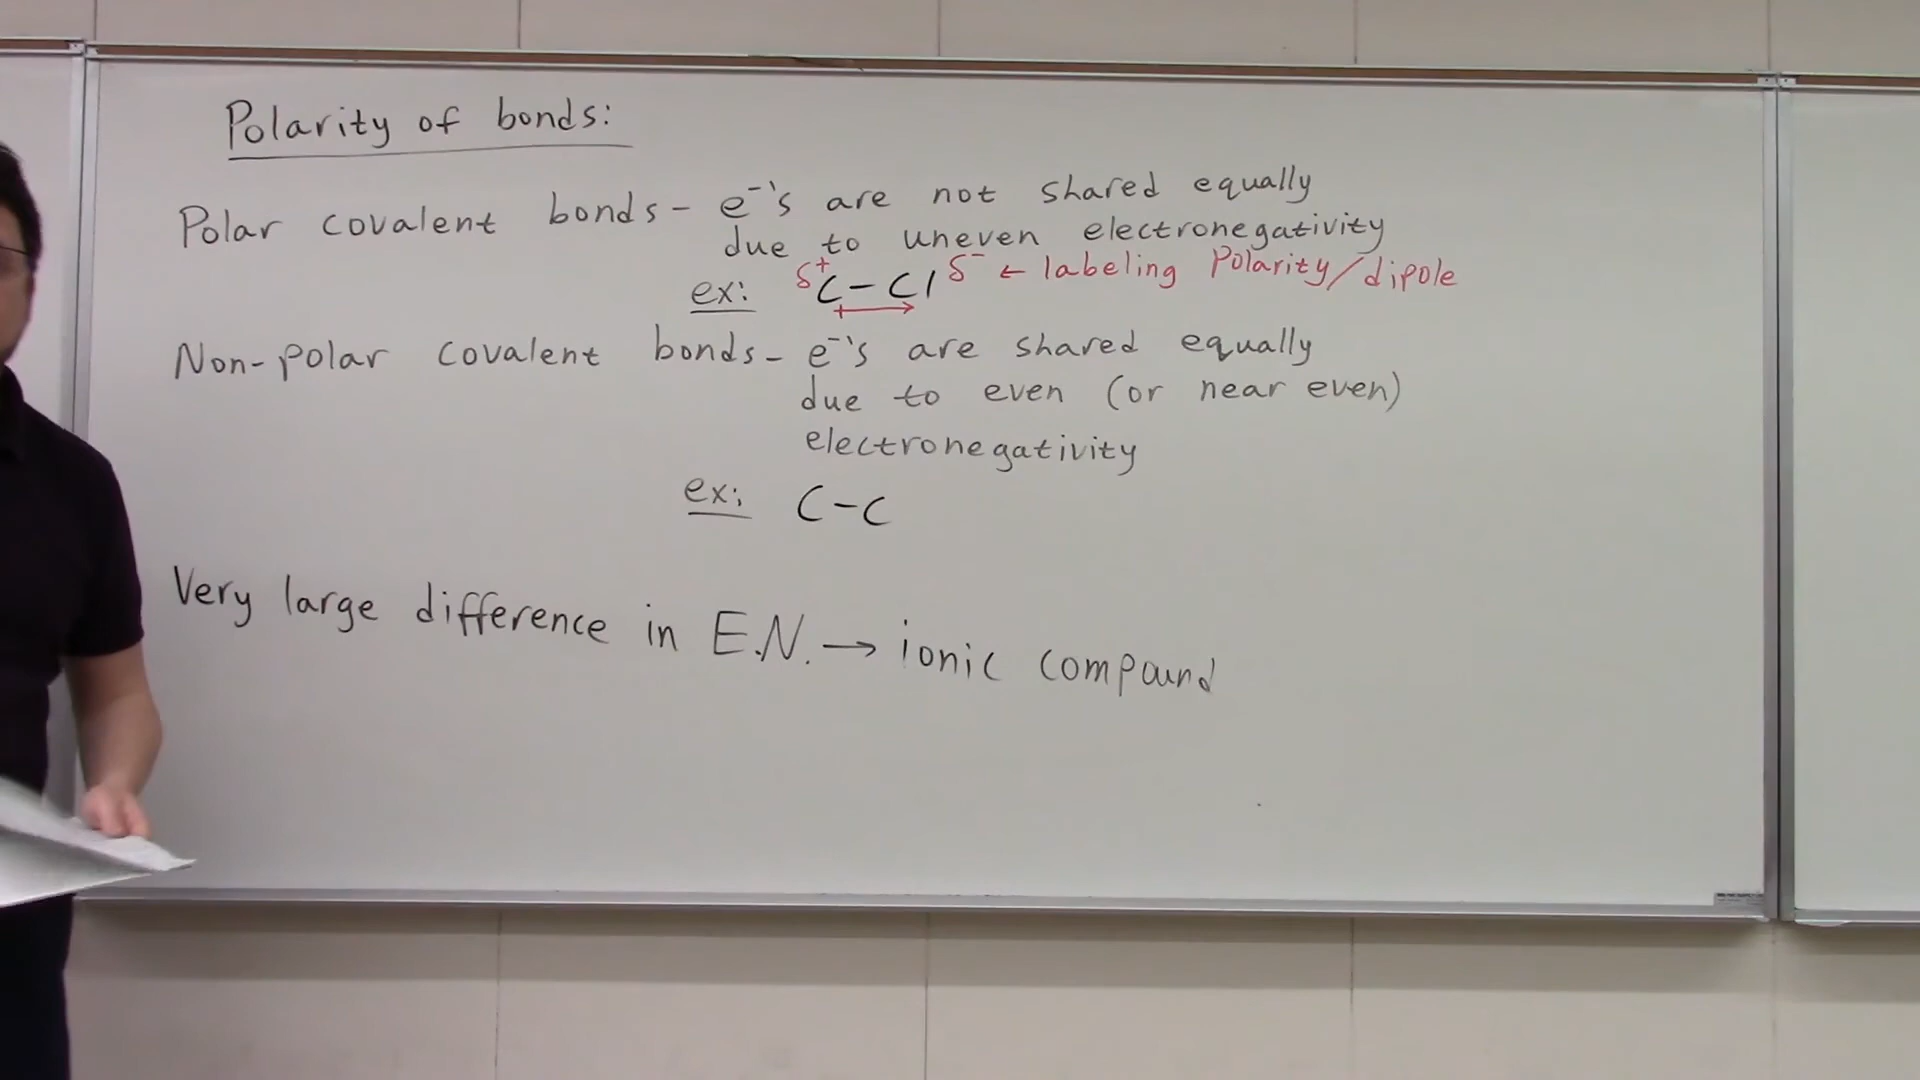 Polarity of bonds:
Polar covalent bonds - e⁻'s are not shared equally
due to uneven electronegativity
ex: δ⁺C-Cl δ⁻ ← labeling Polarity/dipole
Non-polar covalent bonds - e⁻'s are shared equally
due to even (or near even)
electronegativity
ex: C-C
Very large difference in E.N. → ionic compound